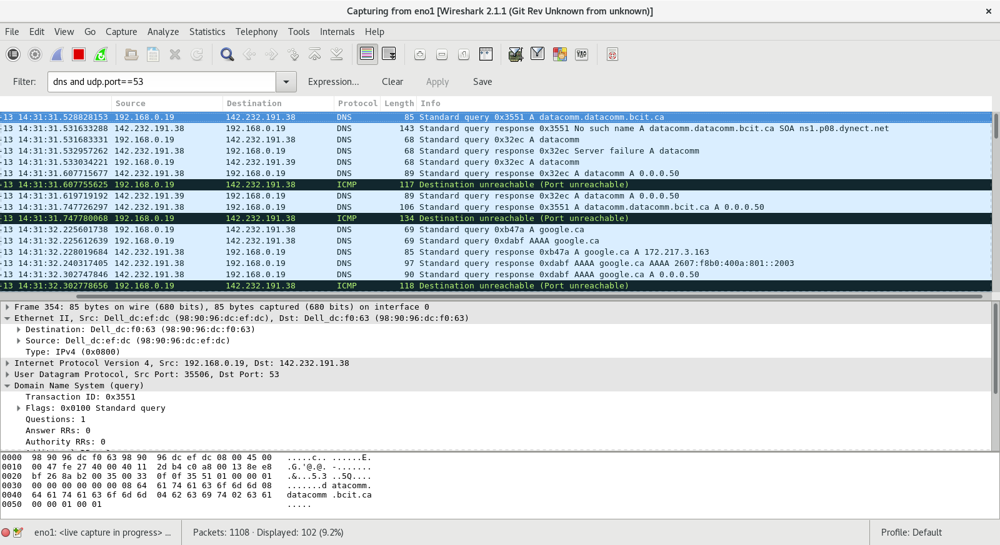 Capturing from eno1 [Wireshark 2.1.1 (Git Rev Unknown from unknown)]
File Edit View Go Capture Analyze Statistics Telephony Tools Internals Help
Filter: dns and udp.port==53 Expression... Clear Apply Save
Source Destination Protocol Length Info
-13 14:31:31.528828153 192.168.0.19 142.232.191.38 DNS 85 Standard query 0x3551 A datacomm.datacomm.bcit.ca
-13 14:31:31.531633288 142.232.191.38 192.168.0.19 DNS 143 Standard query response 0x3551 No such name A datacomm.datacomm.bcit.ca SOA ns1.p08.dynect.net
-13 14:31:31.531683331 192.168.0.19 142.232.191.38 DNS 68 Standard query 0x32ec A datacomm
-13 14:31:31.532957262 142.232.191.38 192.168.0.19 DNS 68 Standard query response 0x32ec Server failure A datacomm
-13 14:31:31.533034221 192.168.0.19 142.232.191.39 DNS 68 Standard query 0x32ec A datacomm
-13 14:31:31.607715677 142.232.191.38 192.168.0.19 DNS 89 Standard query response 0x32ec A datacomm A 0.0.0.50
-13 14:31:31.607755625 192.168.0.19 142.232.191.38 ICMP 117 Destination unreachable (Port unreachable)
-13 14:31:31.619719192 142.232.191.39 192.168.0.19 DNS 89 Standard query response 0x32ec A datacomm A 0.0.0.50
-13 14:31:31.747726297 142.232.191.38 192.168.0.19 DNS 106 Standard query response 0x3551 A datacomm.datacomm.bcit.ca A 0.0.0.50
-13 14:31:31.747780068 192.168.0.19 142.232.191.38 ICMP 134 Destination unreachable (Port unreachable)
-13 14:31:32.225601738 192.168.0.19 142.232.191.38 DNS 69 Standard query 0xb47a A google.ca
-13 14:31:32.225612639 192.168.0.19 142.232.191.38 DNS 69 Standard query 0xdabf AAAA google.ca
-13 14:31:32.228019684 142.232.191.38 192.168.0.19 DNS 85 Standard query response 0xb47a A google.ca A 172.217.3.163
-13 14:31:32.240317405 142.232.191.38 192.168.0.19 DNS 97 Standard query response 0xdabf AAAA google.ca AAAA 2607:f8b0:400a:801::2003
-13 14:31:32.302747846 142.232.191.38 192.168.0.19 DNS 90 Standard query response 0xdabf AAAA google.ca A 0.0.0.50
-13 14:31:32.302778656 192.168.0.19 142.232.191.38 ICMP 118 Destination unreachable (Port unreachable)
Frame 354: 85 bytes on wire (680 bits), 85 bytes captured (680 bits) on interface 0
Ethernet II, Src: Dell_dc:ef:dc (98:90:96:dc:ef:dc), Dst: Dell_dc:f0:63 (98:90:96:dc:f0:63)
Destination: Dell_dc:f0:63 (98:90:96:dc:f0:63)
Source: Dell_dc:ef:dc (98:90:96:dc:ef:dc)
Type: IPv4 (0x0800)
Internet Protocol Version 4, Src: 192.168.0.19, Dst: 142.232.191.38
User Datagram Protocol, Src Port: 35506, Dst Port: 53
Domain Name System (query)
Transaction ID: 0x3551
Flags: 0x0100 Standard query
Questions: 1
Answer RRs: 0
Authority RRs: 0
0000 98 90 96 dc f0 63 98 90 96 dc ef dc 08 00 45 00 .....c.. ......E.
0010 00 47 fe 27 40 00 40 11 2d b4 c0 a8 00 13 8e e8 .G.'@.@. -.......
0020 bf 26 8a b2 00 35 00 33 0f 0f 35 51 01 00 00 01 .&...5.3 ..5Q....
0030 00 00 00 00 00 00 08 64 61 74 61 63 6f 6d 6d 08 .......d atacomm.
0040 64 61 74 61 63 6f 6d 6d 04 62 63 69 74 02 63 61 datacomm .bcit.ca
0050 00 00 01 00 01 .....
eno1: <live capture in progress> ... Packets: 1108 · Displayed: 102 (9.2%) Profile: Default